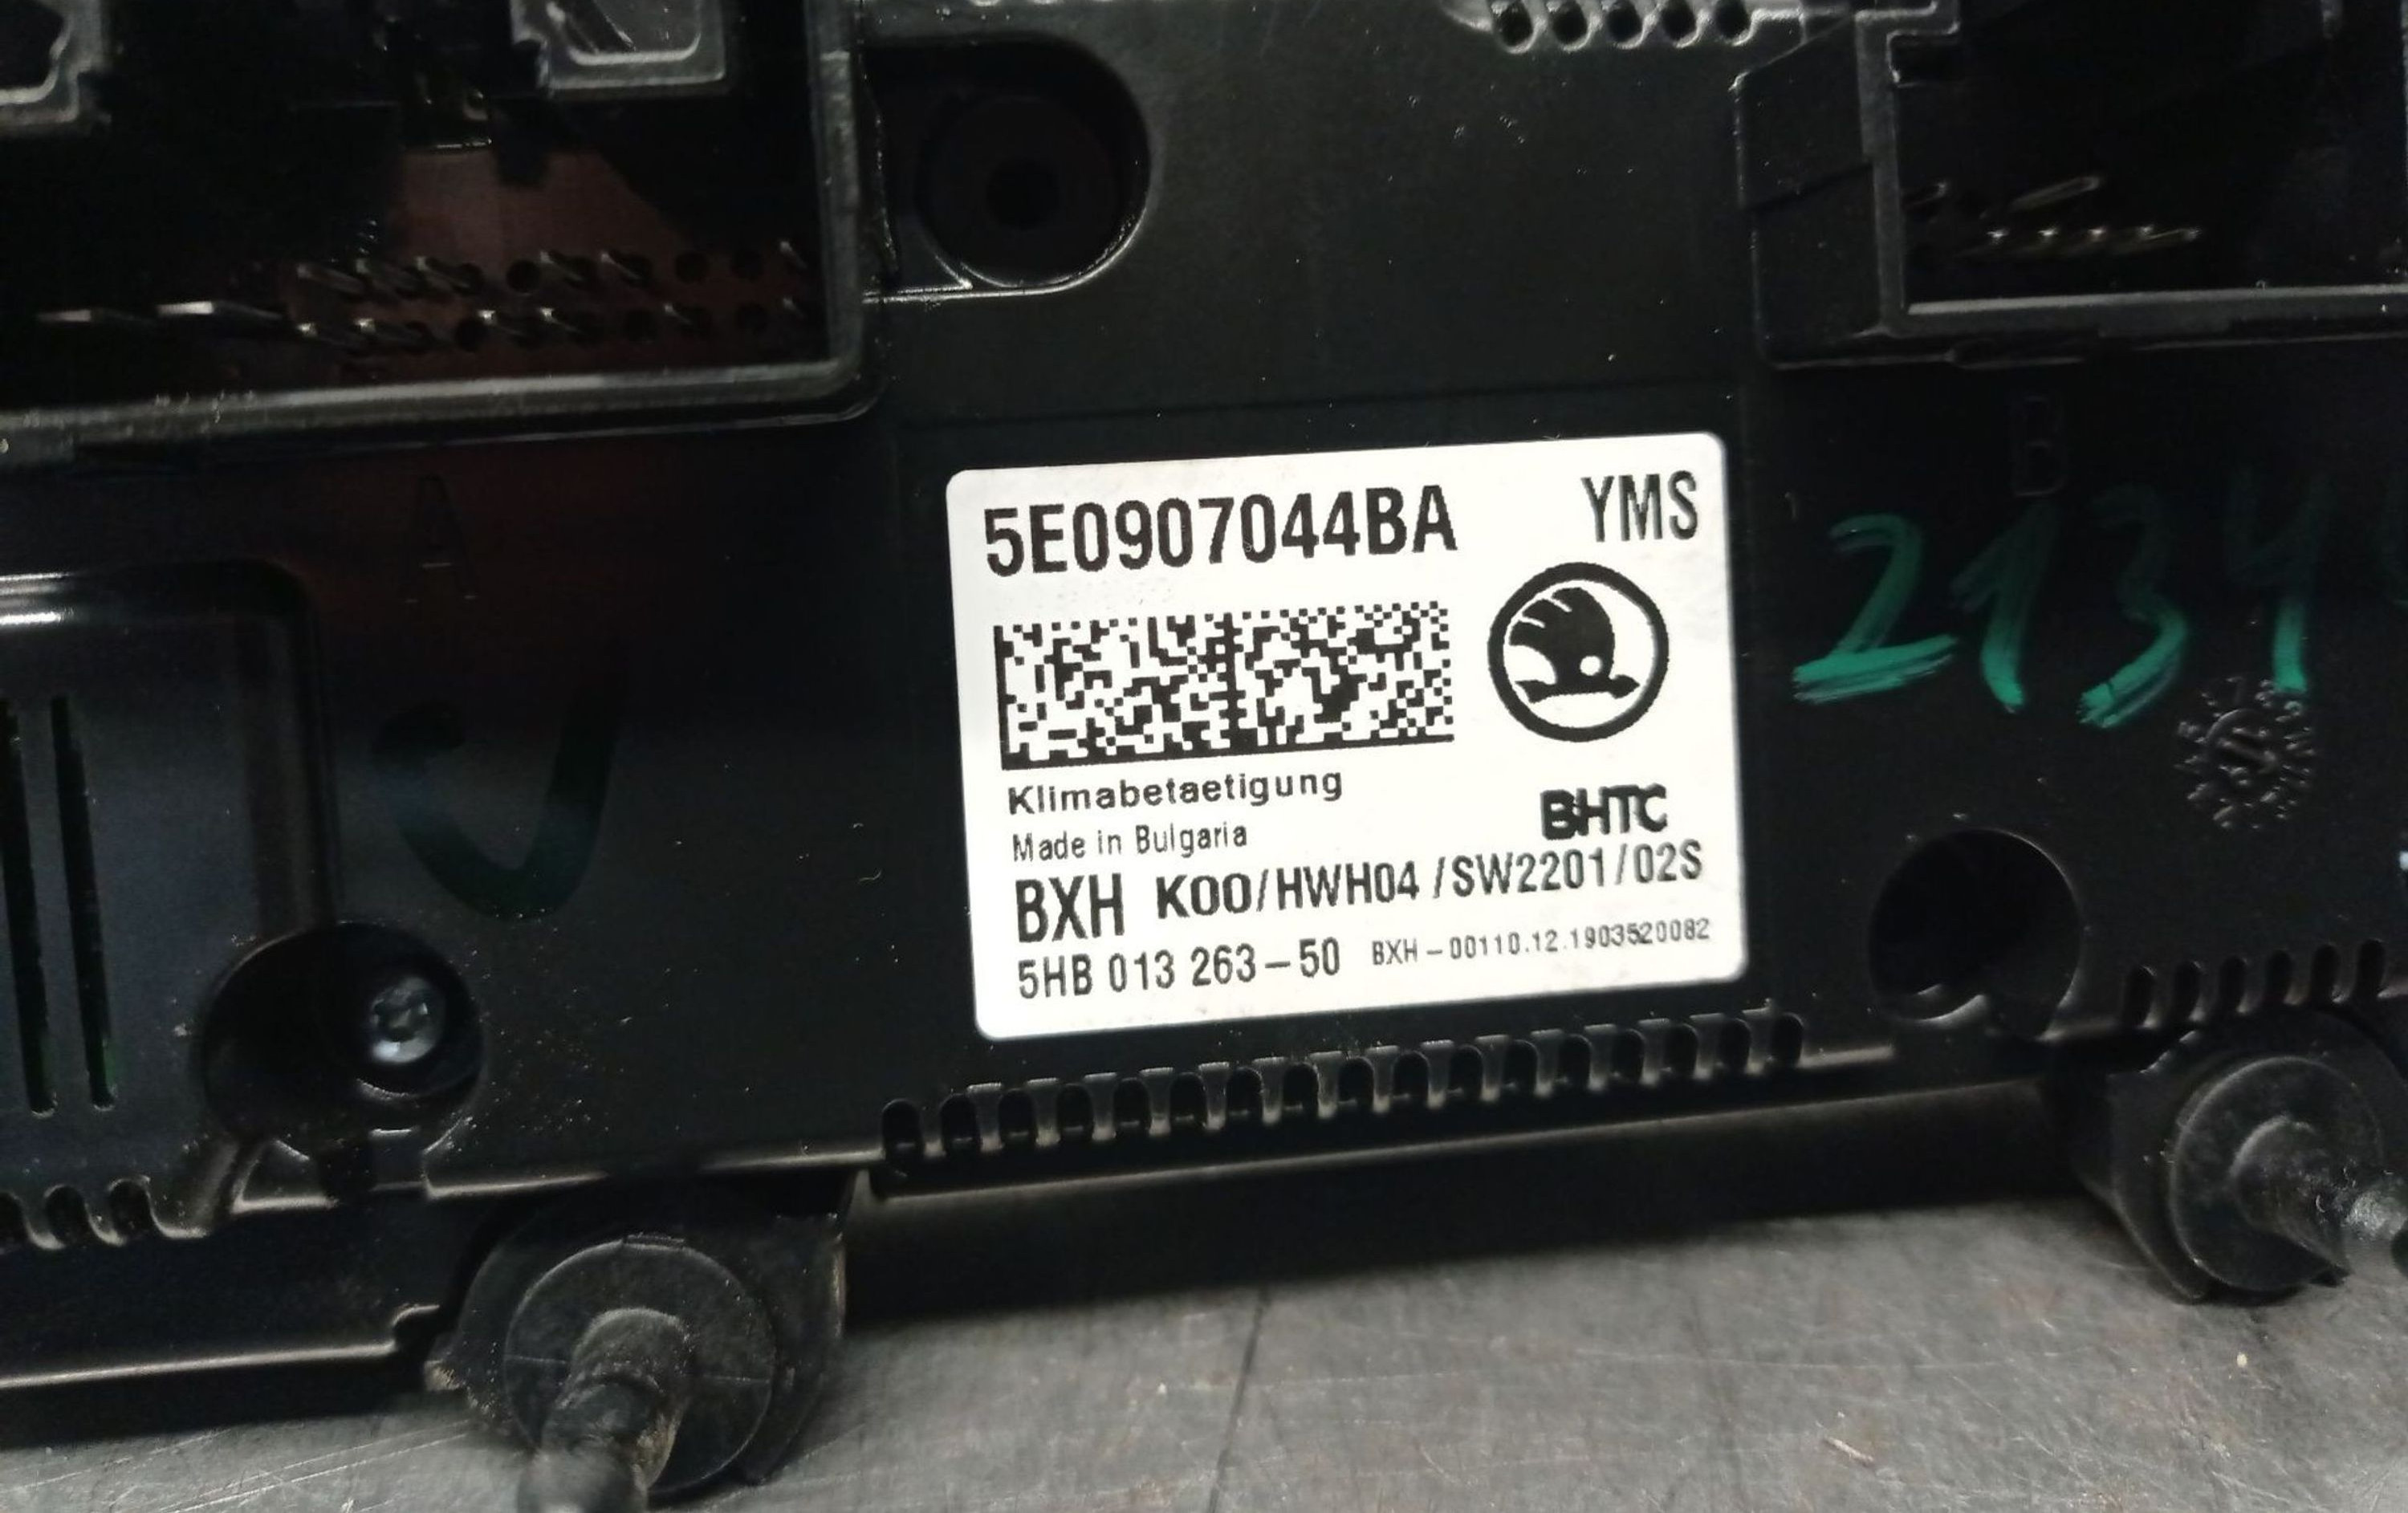 5E0907044BA YMS
Klimabetaetigung
Made in Bulgaria BHTC
BXH K00/HWH04 /SW2201/02S
5HB 013 263-50 BXH-00110.12.1903520082
A
B
2134